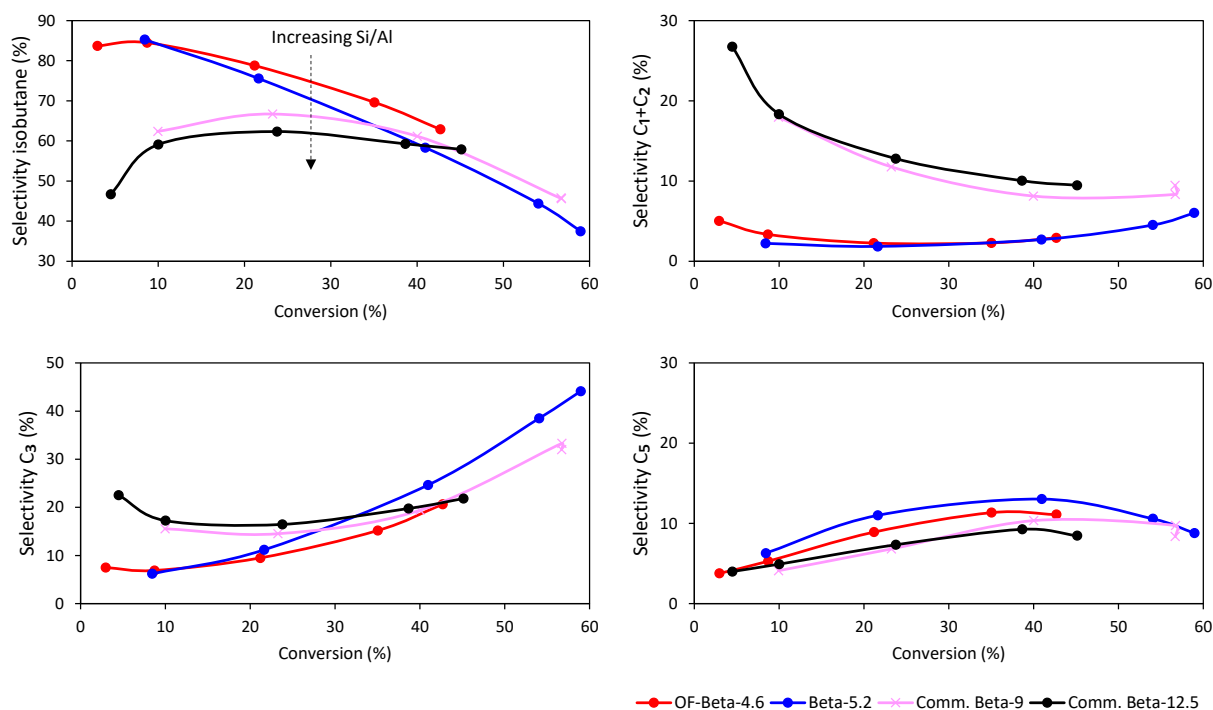 Selectivity isobutane (%)
90
80
70
60
50
40
30
Increasing Si/Al
0 10 20 30 40 50 60
Conversion (%)
Selectivity C₁+C₂ (%)
30
20
10
0
0 10 20 30 40 50 60
Conversion (%)
Selectivity C₃ (%)
50
40
30
20
10
0
0 10 20 30 40 50 60
Conversion (%)
Selectivity C₅ (%)
30
20
10
0
0 10 20 30 40 50 60
Conversion (%)
OF-Beta-4.6 Beta-5.2 Comm. Beta-9 Comm. Beta-12.5